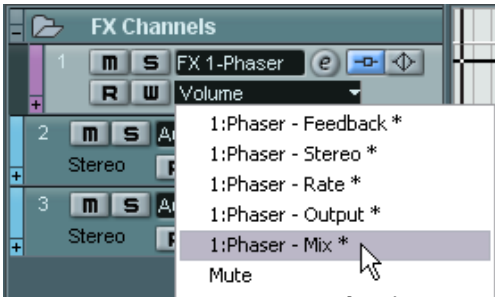 FX Channels
1 m S FX 1-Phaser e
R W Volume
1:Phaser - Feedback *
2 m S
1:Phaser - Stereo *
Stereo
1:Phaser - Rate *
3 m S
1:Phaser - Output *
Stereo
1:Phaser - Mix *
Mute